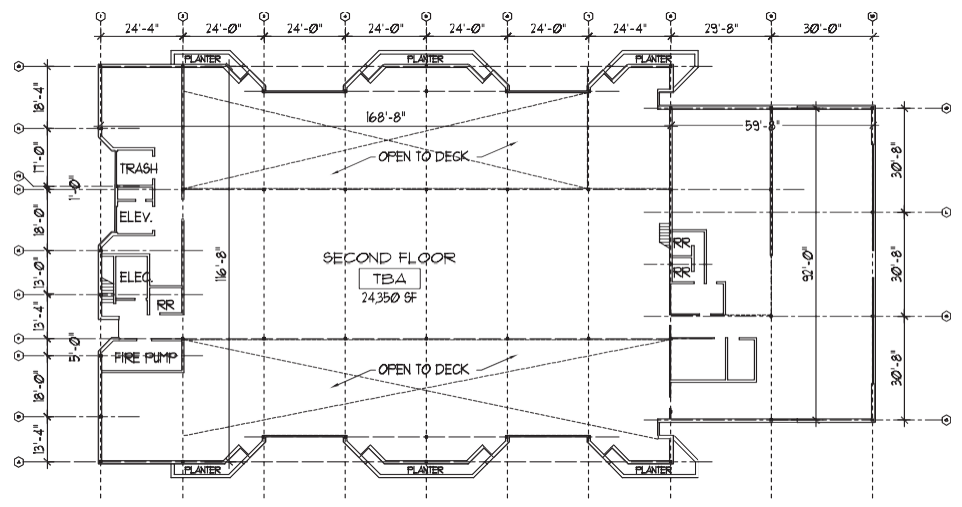 24'-4" 24'-0" 24'-0" 24'-0" 24'-0" 24'-0" 24'-4" 29'-8" 30'-0"
PLANTER PLANTER PLANTER
18'-4"
168'-8"
59'-8"
OPEN TO DECK
17'-0"
TRASH
30'-8"
1'-0"
18'-0"
ELEV.
RR
RR
SECOND FLOOR
TBA
24,350 SF
116'-8"
92'-0"
30'-8"
13'-0"
ELEC.
RR
13'-4"
5'-0"
FIRE PUMP
OPEN TO DECK
30'-8"
18'-0"
13'-4"
PLANTER PLANTER PLANTER